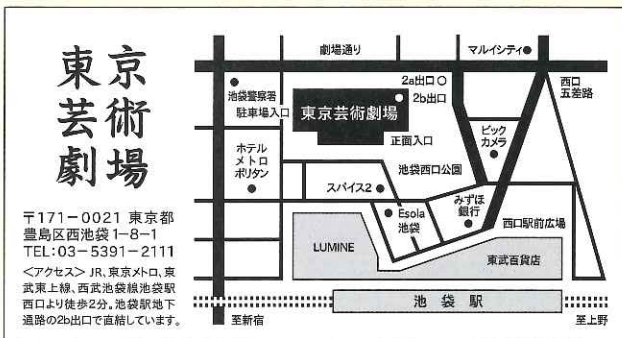 東京
芸術
劇場
〒171-0021 東京都
豊島区西池袋1-8-1
TEL:03-5391-2111
<アクセス> JR、東京メトロ、東
武東上線、西武池袋線池袋駅
西口より徒歩2分。池袋駅地下
通路の2b出口で直結しています。
劇場通り
マルイシティ
池袋警察署
駐車場入口
東京芸術劇場
2a出口
2b出口
正面入口
西口
五差路
ビック
カメラ
ホテル
メトロ
ポリタン
池袋西口公園
スパイス2
Esola
池袋
みずほ
銀行
西口駅前広場
LUMINE
東武百貨店
池袋駅
至新宿
至上野